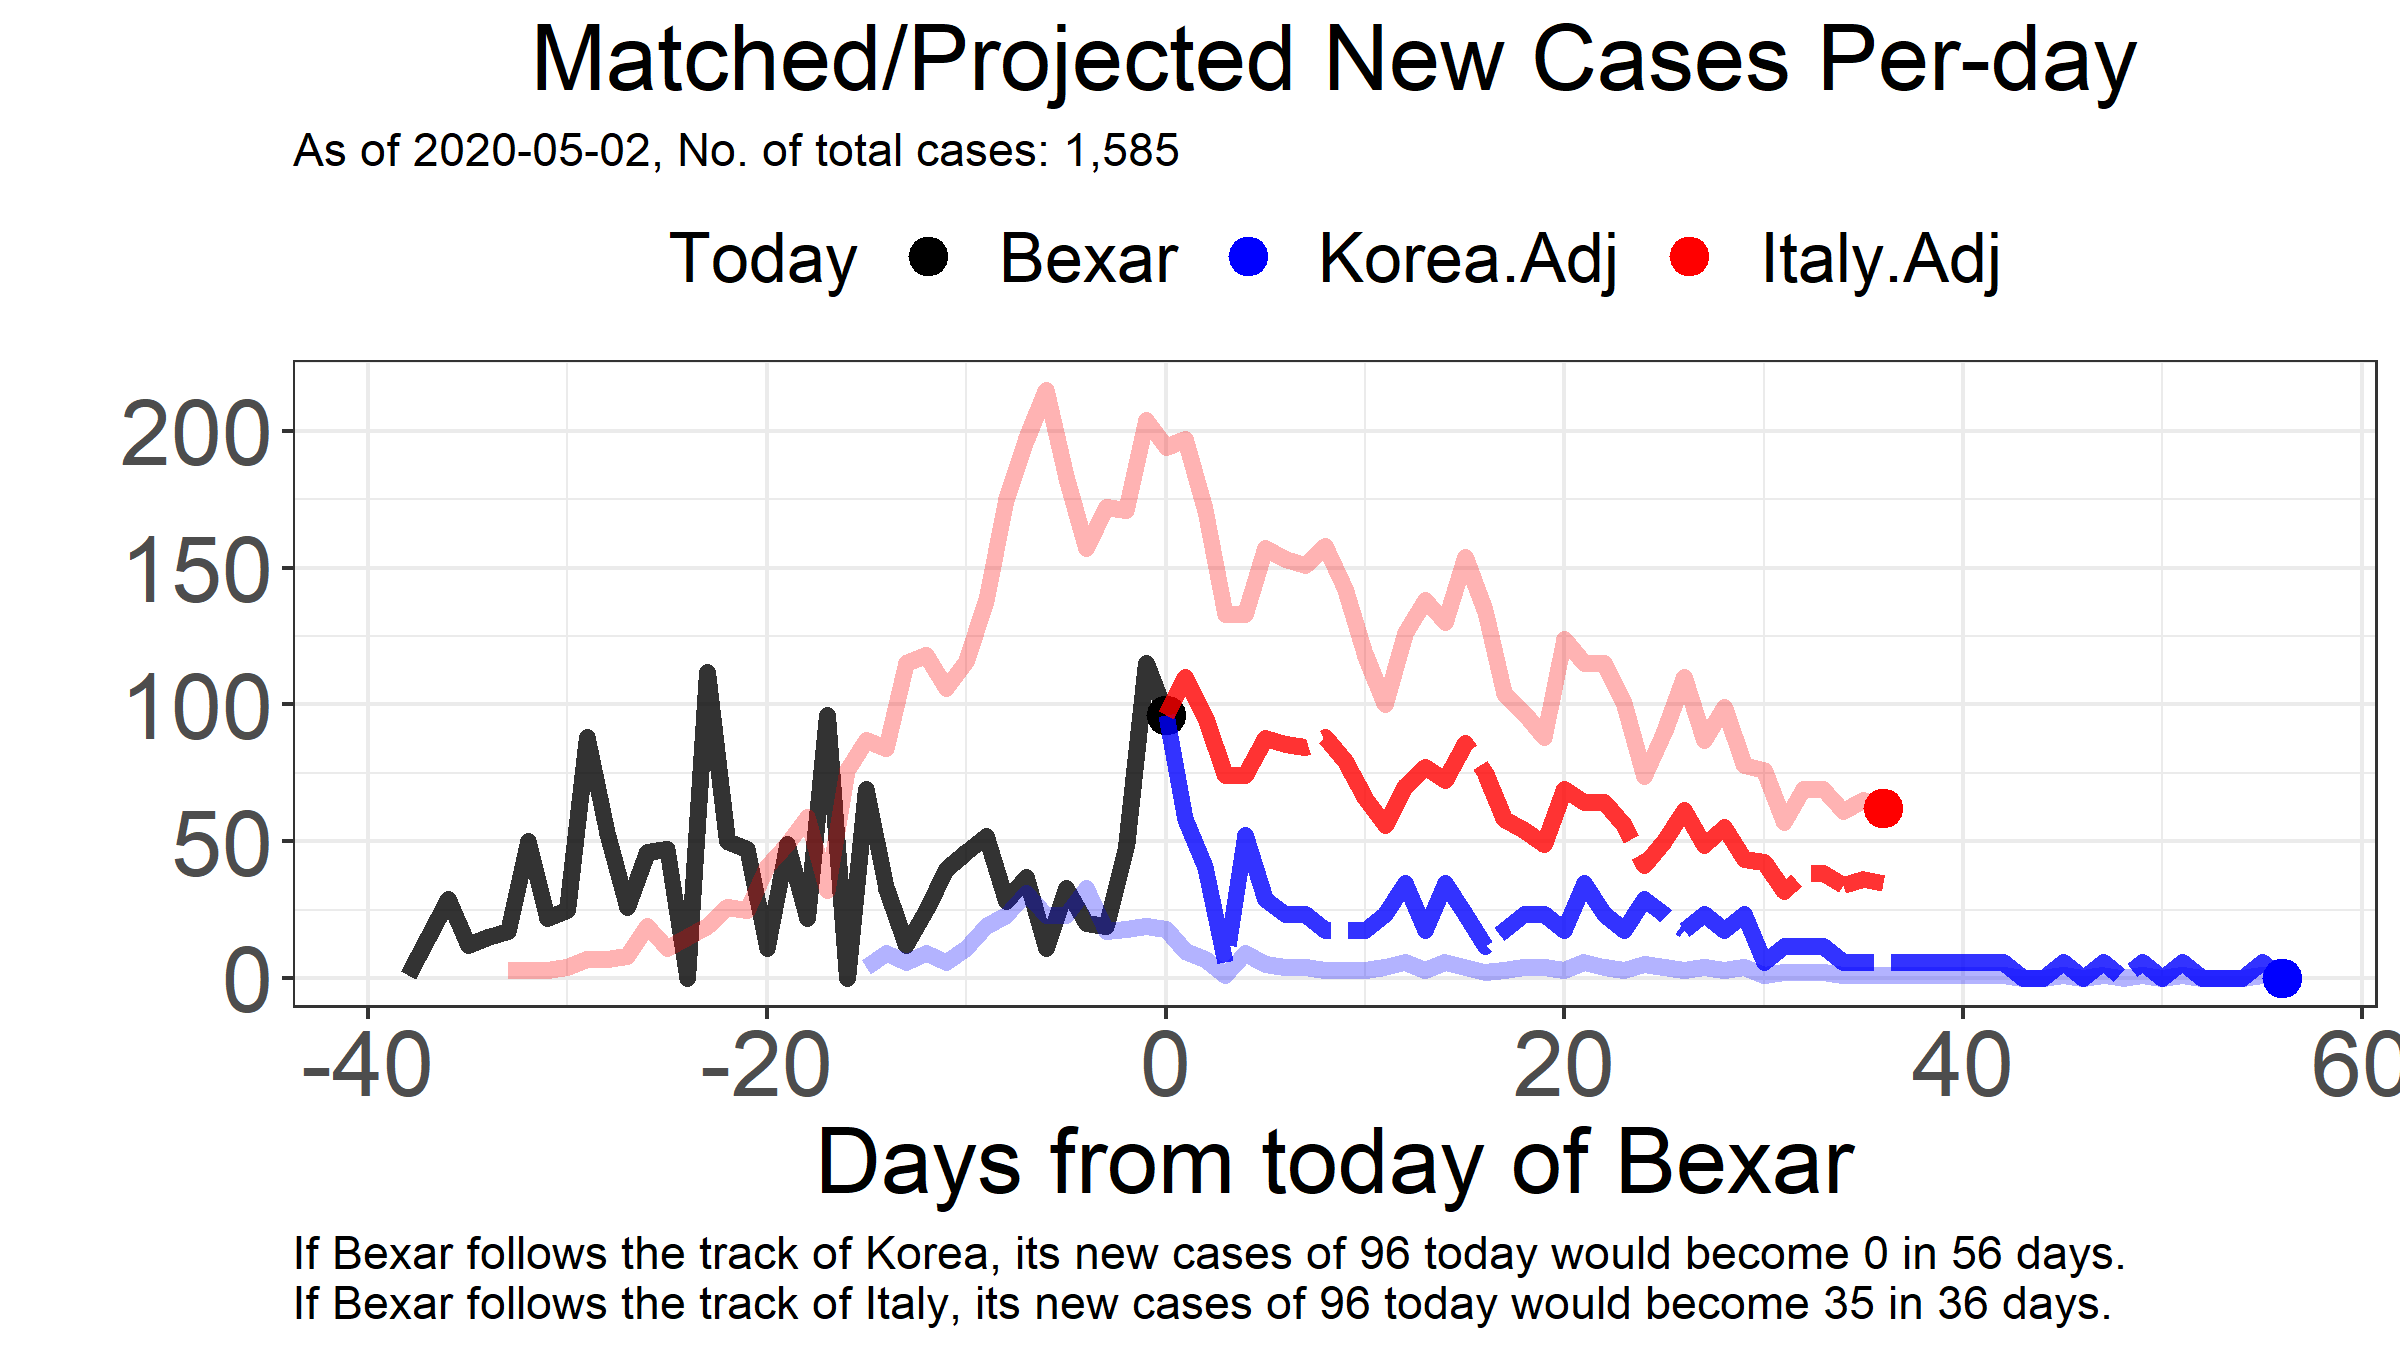 Matched/Projected New Cases Per-day
As of 2020-05-02, No. of total cases: 1,585
Today Bexar Korea.Adj Italy.Adj
200
150
100
50
0
-40 -20 0 20 40 60
Days from today of Bexar
If Bexar follows the track of Korea, its new cases of 96 today would become 0 in 56 days.
If Bexar follows the track of Italy, its new cases of 96 today would become 35 in 36 days.